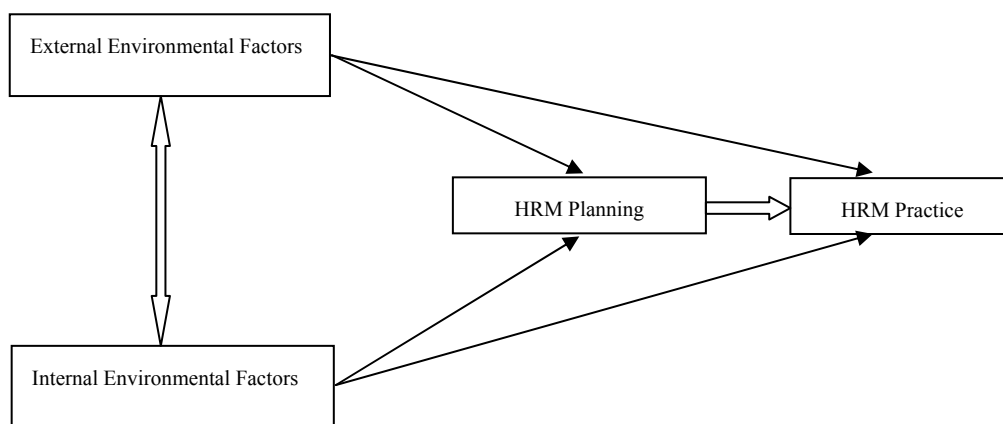 External Environmental Factors
HRM Planning
HRM Practice
Internal Environmental Factors